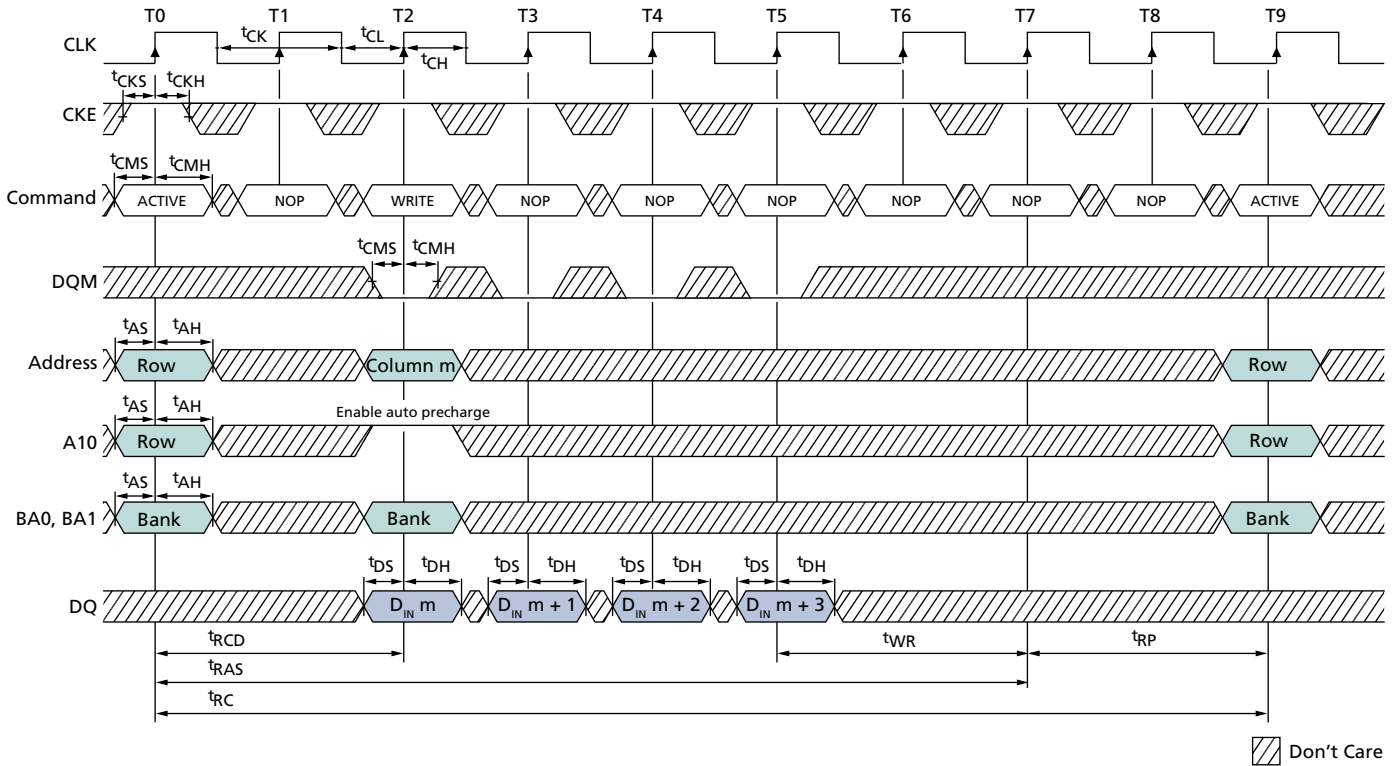 T0 T1 T2 T3 T4 T5 T6 T7 T8 T9
CLK tCK tCL
tCH
tCKS tCKH
CKE
tCMS tCMH
Command ACTIVE NOP WRITE NOP NOP NOP NOP NOP NOP ACTIVE
tCMS tCMH
DQM
tAS tAH
Address Row Column m Row
tAS tAH Enable auto precharge
A10 Row Row
tAS tAH
BA0, BA1 Bank Bank Bank
tDS tDH tDS tDH tDS tDH tDS tDH
DQ DIN m DIN m + 1 DIN m + 2 DIN m + 3
tRCD tWR tRP
tRAS
tRC
Don't Care